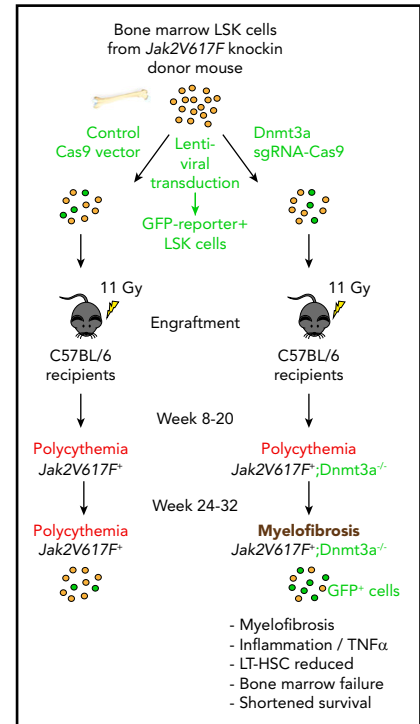 Bone marrow LSK cells
from Jak2V617F knockin
donor mouse
Control
Cas9 vector
Lenti-
viral
transduction
Dnmt3a
sgRNA-Cas9
GFP-reporter+
LSK cells
11 Gy
11 Gy
Engraftment
C57BL/6
recipients
C57BL/6
recipients
Week 8-20
Polycythemia
Jak2V617F⁺
Polycythemia
Jak2V617F⁺;Dnmt3a⁻/⁻
Week 24-32
Polycythemia
Jak2V617F⁺
Myelofibrosis
Jak2V617F⁺;Dnmt3a⁻/⁻
GFP⁺ cells
- Myelofibrosis
- Inflammation / TNFα
- LT-HSC reduced
- Bone marrow failure
- Shortened survival